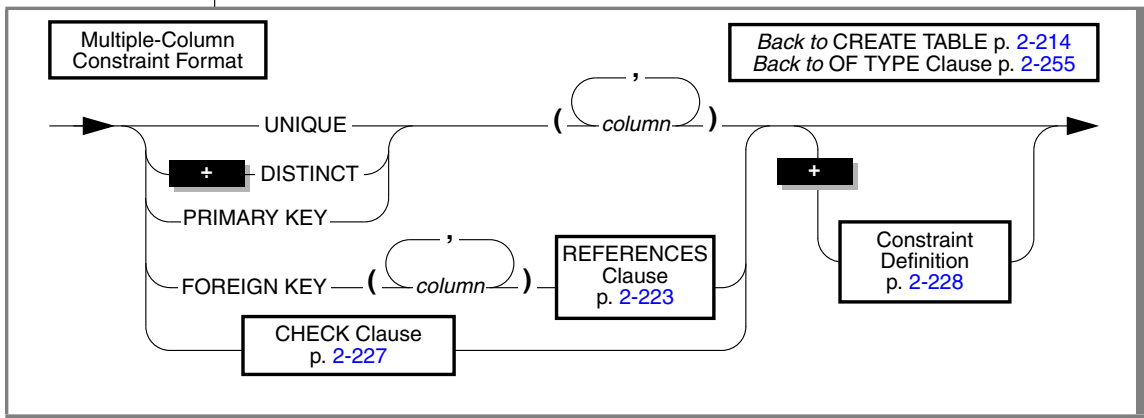 Multiple-Column
Constraint Format
Back to CREATE TABLE p. 2-214
Back to OF TYPE Clause p. 2-255
,
UNIQUE
( column )
+
DISTINCT
+
PRIMARY KEY
,
FOREIGN KEY ( column )
REFERENCES
Clause
p. 2-223
Constraint
Definition
p. 2-228
CHECK Clause
p. 2-227